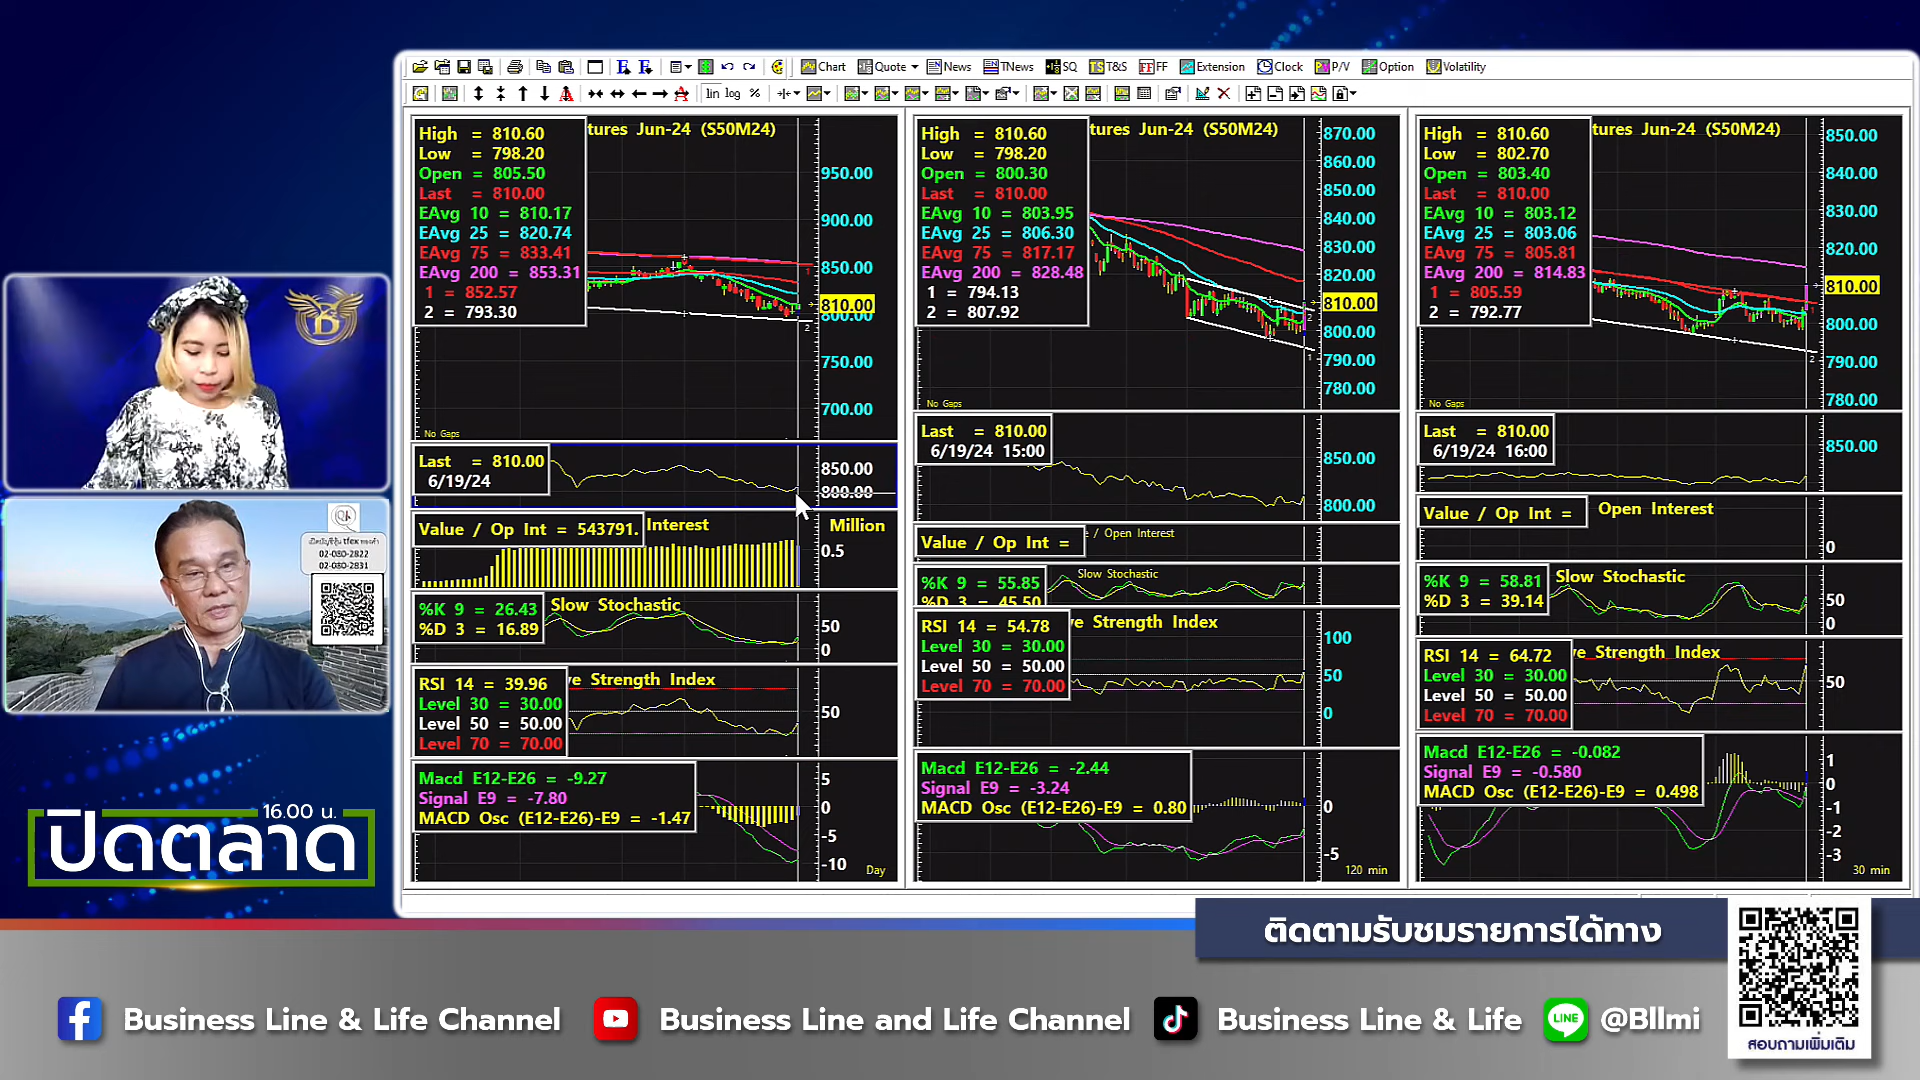 Chart Quote News TNews SQ T&S FF Extension Clock P/V Option Volatility
lin log %
tures Jun-24 (S50M24)
High = 810.60
Low = 798.20
Open = 805.50
Last = 810.00
EAvg 10 = 810.17
EAvg 25 = 820.74
EAvg 75 = 833.41
EAvg 200 = 853.31
1 = 852.57
2 = 793.30
950.00
900.00
850.00
810.00
800.00
750.00
700.00
No Gaps
Last = 810.00
6/19/24
850.00
800.00
Value / Op Int = 543791.
Interest
Million
0.5
%K 9 = 26.43
%D 3 = 16.89
Slow Stochastic
50
0
RSI 14 = 39.96
Level 30 = 30.00
Level 50 = 50.00
Level 70 = 70.00
ve Strength Index
50
Macd E12-E26 = -9.27
Signal E9 = -7.80
MACD Osc (E12-E26)-E9 = -1.47
5
0
-5
-10
Day
tures Jun-24 (S50M24)
High = 810.60
Low = 798.20
Open = 800.30
Last = 810.00
EAvg 10 = 803.95
EAvg 25 = 806.30
EAvg 75 = 817.17
EAvg 200 = 828.48
1 = 794.13
2 = 807.92
870.00
860.00
850.00
840.00
830.00
820.00
810.00
800.00
790.00
780.00
No Gaps
Last = 810.00
6/19/24 15:00
850.00
800.00
Value / Op Int =
/ Open Interest
%K 9 = 55.85
%D 3 = 45.50
Slow Stochastic
RSI 14 = 54.78
Level 30 = 30.00
Level 50 = 50.00
Level 70 = 70.00
ve Strength Index
100
50
0
Macd E12-E26 = -2.44
Signal E9 = -3.24
MACD Osc (E12-E26)-E9 = 0.80
0
-5
120 min
tures Jun-24 (S50M24)
High = 810.60
Low = 802.70
Open = 803.40
Last = 810.00
EAvg 10 = 803.12
EAvg 25 = 803.06
EAvg 75 = 805.81
EAvg 200 = 814.83
1 = 805.59
2 = 792.77
850.00
840.00
830.00
820.00
810.00
800.00
790.00
780.00
No Gaps
Last = 810.00
6/19/24 16:00
850.00
Value / Op Int =
Open Interest
0
%K 9 = 58.81
%D 3 = 39.14
Slow Stochastic
50
0
RSI 14 = 64.72
Level 30 = 30.00
Level 50 = 50.00
Level 70 = 70.00
ve Strength Index
50
Macd E12-E26 = -0.082
Signal E9 = -0.580
MACD Osc (E12-E26)-E9 = 0.498
1
0
-1
-2
-3
30 min
02-080-2822
02-080-2831
16.00 น.
ปิดตลาด
ติดตามรับชมรายการได้ทาง
Business Line & Life Channel
Business Line and Life Channel
Business Line & Life
LINE @Bllmi
สอบถามเพิ่มเติม